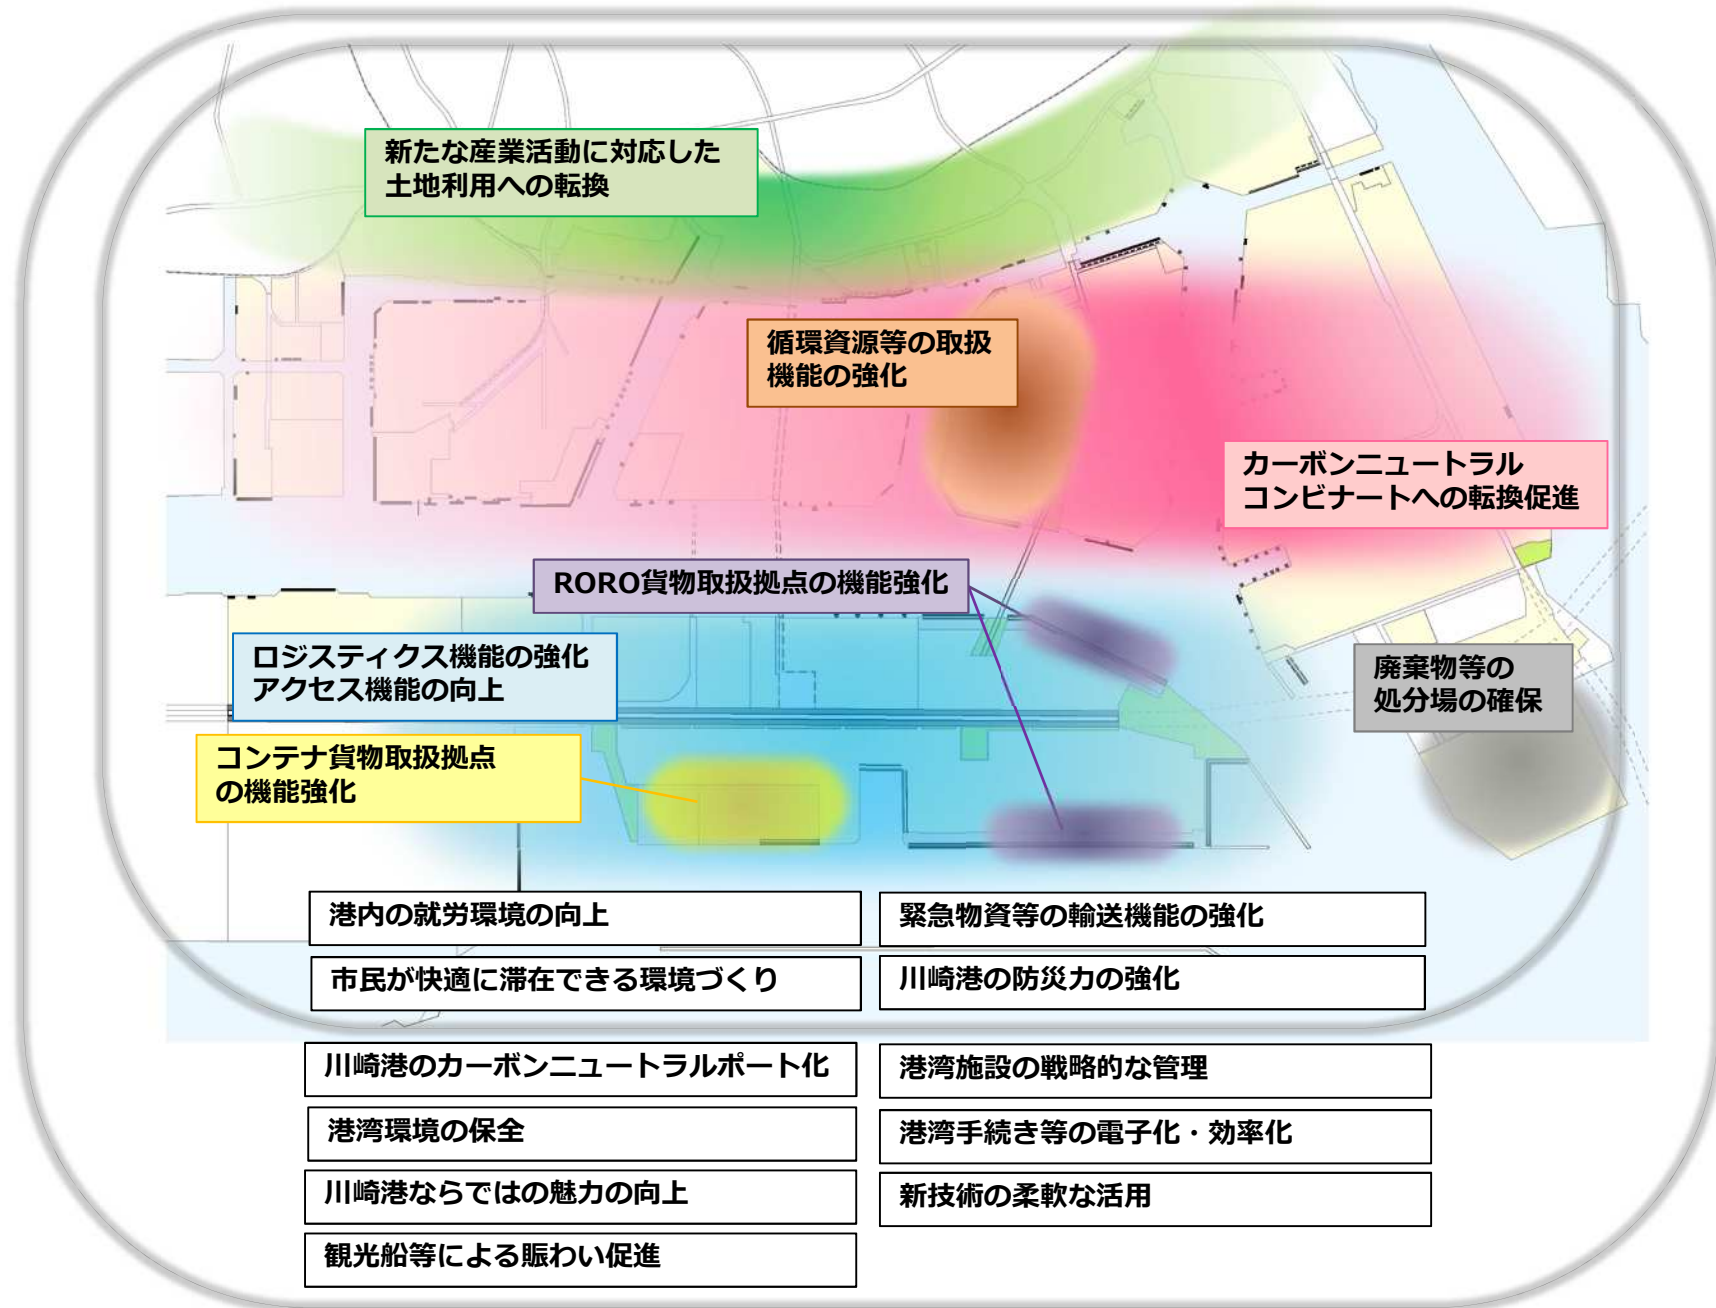 新たな産業活動に対応した
土地利用への転換
循環資源等の取扱
機能の強化
カーボンニュートラル
コンビナートへの転換促進
RORO貨物取扱拠点の機能強化
ロジスティクス機能の強化
アクセス機能の向上
廃棄物等の
処分場の確保
コンテナ貨物取扱拠点
の機能強化
港内の就労環境の向上
緊急物資等の輸送機能の強化
市民が快適に滞在できる環境づくり
川崎港の防災力の強化
川崎港のカーボンニュートラルポート化
港湾施設の戦略的な管理
港湾環境の保全
港湾手続き等の電子化・効率化
川崎港ならではの魅力の向上
新技術の柔軟な活用
観光船等による賑わい促進